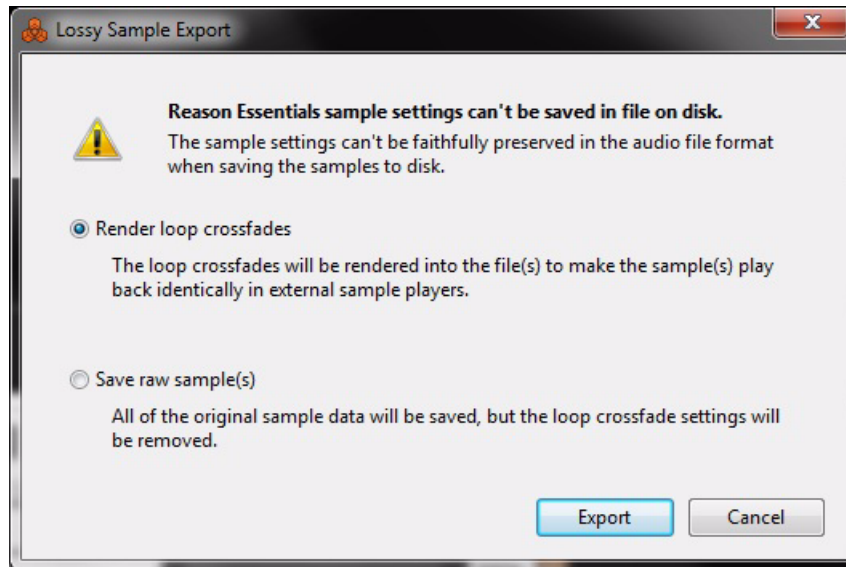 Lossy Sample Export
Reason Essentials sample settings can't be saved in file on disk.
The sample settings can't be faithfully preserved in the audio file format
when saving the samples to disk.
Render loop crossfades
The loop crossfades will be rendered into the file(s) to make the sample(s) play
back identically in external sample players.
Save raw sample(s)
All of the original sample data will be saved, but the loop crossfade settings will
be removed.
Export
Cancel